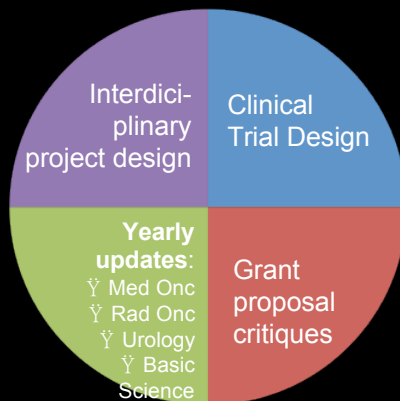 Interdici-
plinary
project design
Clinical
Trial Design
Yearly
updates:
Ÿ Med Onc
Ÿ Rad Onc
Ÿ Urology
Ÿ Basic
Science
Grant
proposal
critiques